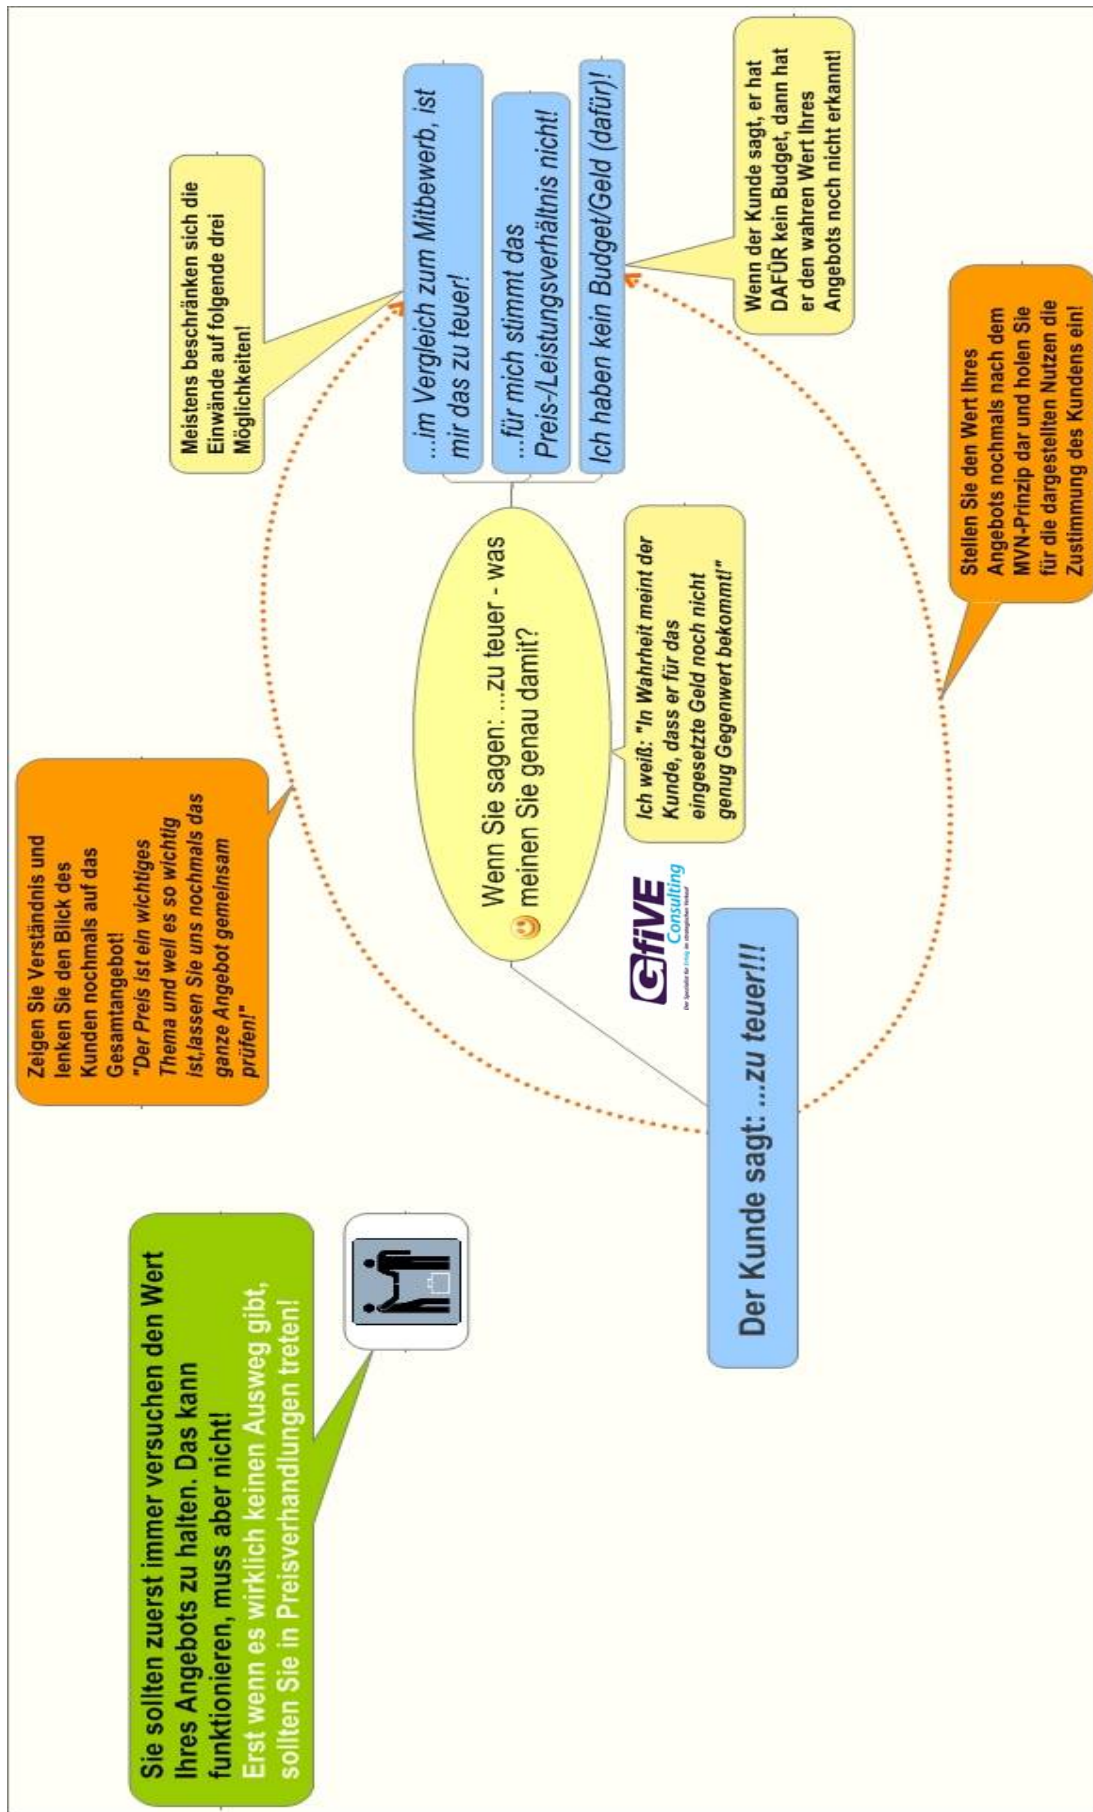 Sie sollten zuerst immer versuchen den Wert
Ihres Angebots zu halten. Das kann
funktionieren, muss aber nicht!
Erst wenn es wirklich keinen Ausweg gibt,
sollten Sie in Preisverhandlungen treten!
Zeigen Sie Verständnis und
lenken Sie den Blick des
Kunden nochmals auf das
Gesamtangebot!
"Der Preis ist ein wichtiges
Thema und weil es so wichtig
ist,lassen Sie uns nochmals das
ganze Angebot gemeinsam
prüfen!"
Meistens beschränken sich die
Einwände auf folgende drei
Möglichkeiten!
Der Kunde sagt: ...zu teuer!!!
Wenn Sie sagen: ...zu teuer - was
meinen Sie genau damit?
...im Vergleich zum Mitbewerb, ist
mir das zu teuer!
...für mich stimmt das
Preis-/Leistungsverhältnis nicht!
Ich haben kein Budget/Geld (dafür)!
Ich weiß: "In Wahrheit meint der
Kunde, dass er für das
eingesetzte Geld noch nicht
genug Gegenwert bekommt!"
GfiVE
Consulting
Der Spezialist für Erfolg im strategischen Verkauf
Wenn der Kunde sagt, er hat
DAFÜR kein Budget, dann hat
er den wahren Wert Ihres
Angebots noch nicht erkannt!
Stellen Sie den Wert Ihres
Angebots nochmals nach dem
MVN-Prinzip dar und holen Sie
für die dargestellten Nutzen die
Zustimmung des Kunden ein!